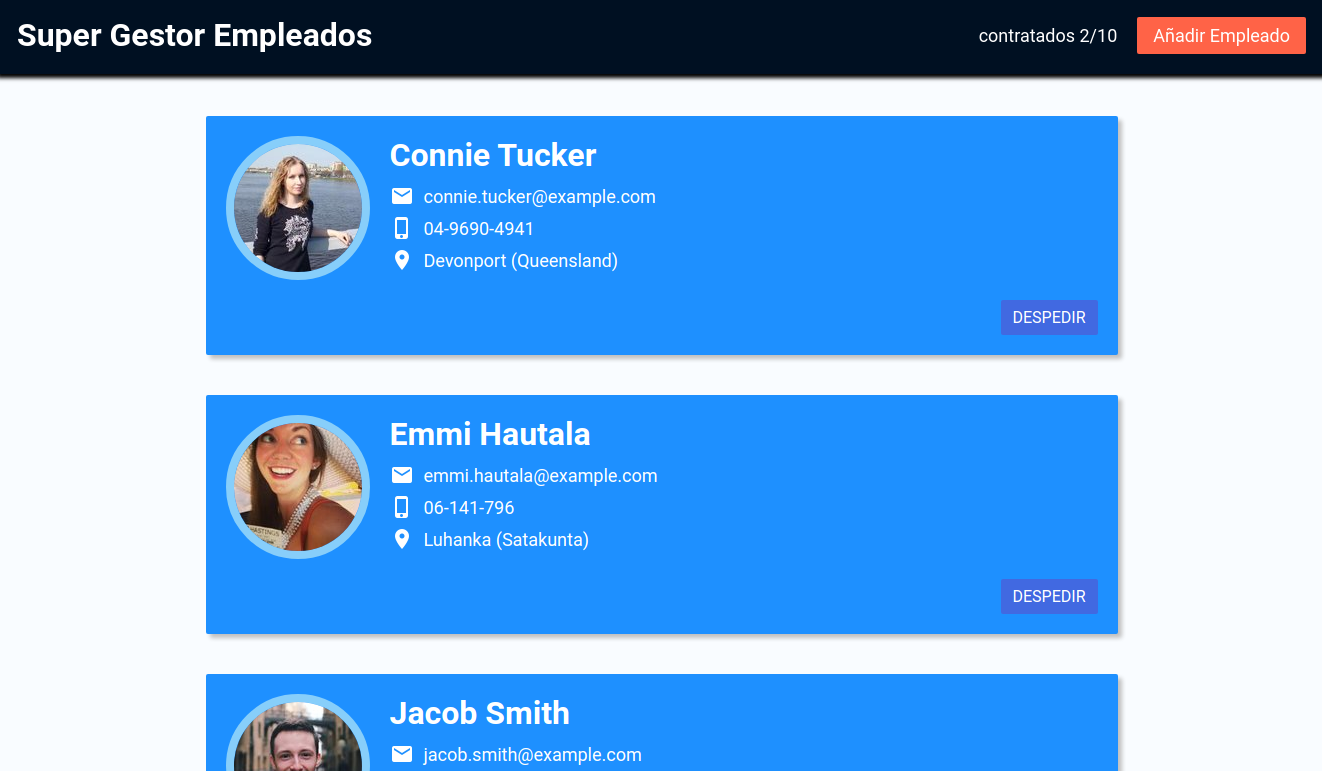 Super Gestor Empleados
contratados 2/10
Añadir Empleado
Connie Tucker
connie.tucker@example.com
04-9690-4941
Devonport (Queensland)
DESPEDIR
Emmi Hautala
HASTINGS
emmi.hautala@example.com
06-141-796
Luhanka (Satakunta)
DESPEDIR
Jacob Smith
jacob.smith@example.com